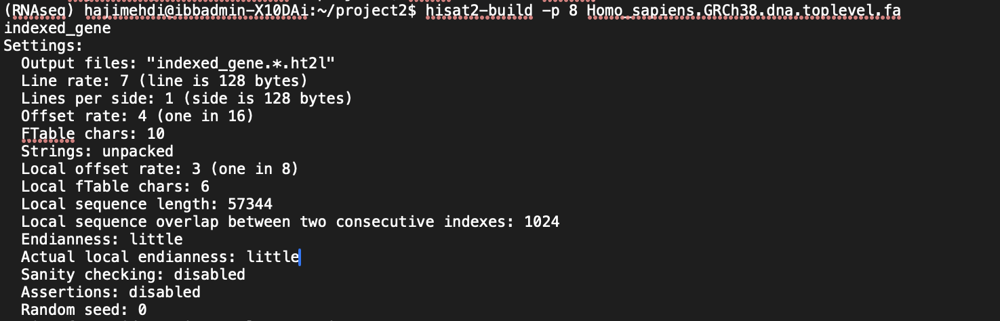 (RNAseq) hajimehdi@ibbadmin-X10DAi:~/project2$ hisat2-build -p 8 Homo_sapiens.GRCh38.dna.toplevel.fa
indexed_gene
Settings:
  Output files: "indexed_gene.*.ht2l"
  Line rate: 7 (line is 128 bytes)
  Lines per side: 1 (side is 128 bytes)
  Offset rate: 4 (one in 16)
  FTable chars: 10
  Strings: unpacked
  Local offset rate: 3 (one in 8)
  Local fTable chars: 6
  Local sequence length: 57344
  Local sequence overlap between two consecutive indexes: 1024
  Endianness: little
  Actual local endianness: little
  Sanity checking: disabled
  Assertions: disabled
  Random seed: 0